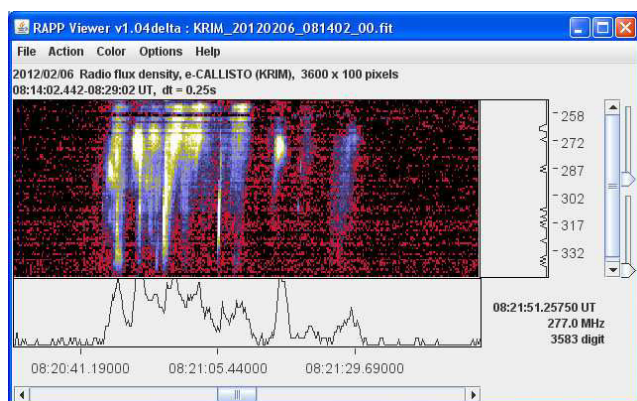 RAPP Viewer v1.04delta : KRIM_20120206_081402_00.fit
File Action Color Options Help
2012/02/06 Radio flux density, e-CALLISTO (KRIM), 3600 x 100 pixels
08:14:02.442-08:29:02 UT, dt = 0.25s
258
272
287
302
317
332
08:21:51.25750 UT
277.0 MHz
3583 digit
08:20:41.19000 08:21:05.44000 08:21:29.69000